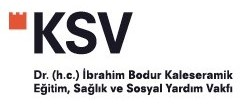 KSV
Dr. (h.c.) İbrahim Bodur Kaleseramik
Eğitim, Sağlık ve Sosyal Yardım Vakfı